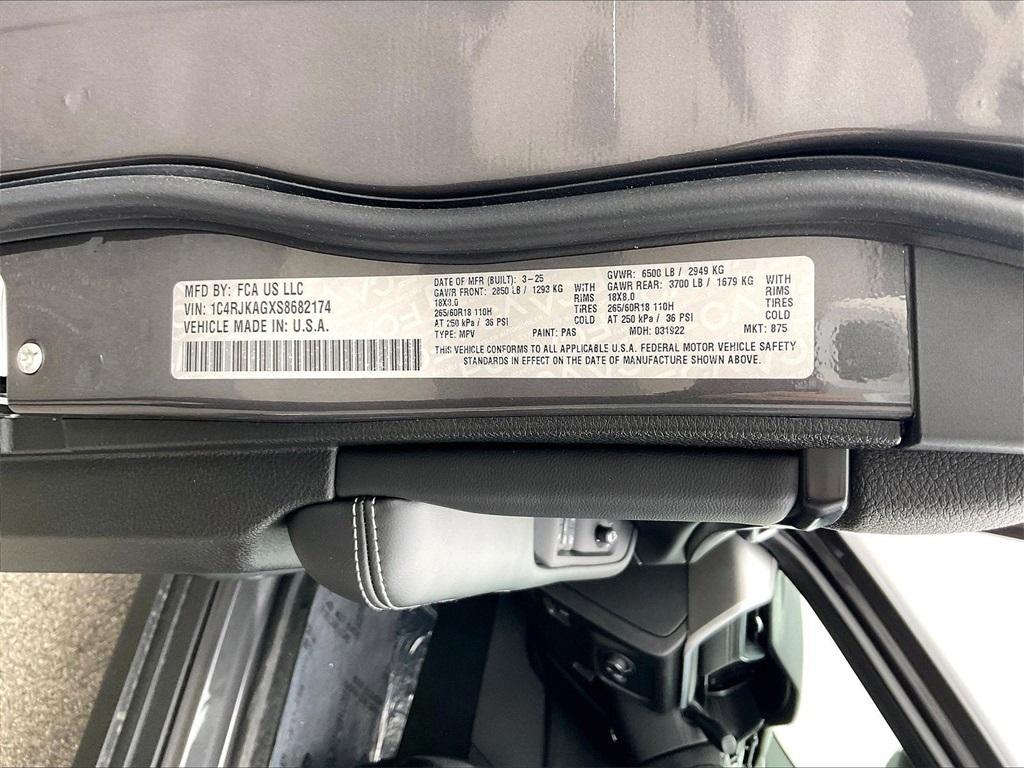 MFD BY: FCA US LLC
VIN: 1C4RJKAGXS8682174
VEHICLE MADE IN: U.S.A.
DATE OF MFR (BUILT): 3-25
GAWR FRONT: 2850 LB / 1293 KG WITH
18X8.0 RIMS
265/60R18 110H TIRES
AT 250 kPa / 36 PSI COLD
TYPE: MPV PAINT: PAS
GVWR: 6500 LB / 2949 KG
GAWR REAR: 3700 LB / 1679 KG WITH
18X8.0 RIMS
265/60R18 110H TIRES
AT 250 kPa / 36 PSI COLD
MDH: 031922 MKT: 875
THIS VEHICLE CONFORMS TO ALL APPLICABLE U.S.A. FEDERAL MOTOR VEHICLE SAFETY
STANDARDS IN EFFECT ON THE DATE OF MANUFACTURE SHOWN ABOVE.